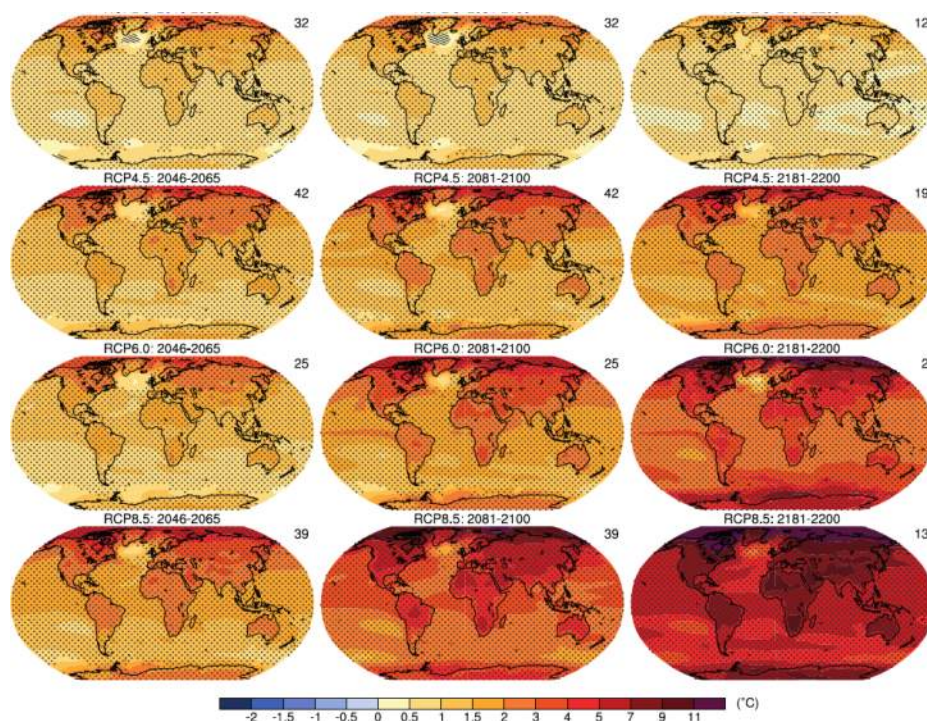 32
32
12
RCP4.5: 2046-2065
RCP4.5: 2081-2100
RCP4.5: 2181-2200
42
42
19
RCP6.0: 2046-2065
RCP6.0: 2081-2100
RCP6.0: 2181-2200
25
25
2
RCP8.5: 2046-2065
RCP8.5: 2081-2100
RCP8.5: 2181-2200
39
39
13
-2 -1.5 -1 -0.5 0 0.5 1 1.5 2 3 4 5 7 9 11 (°C)